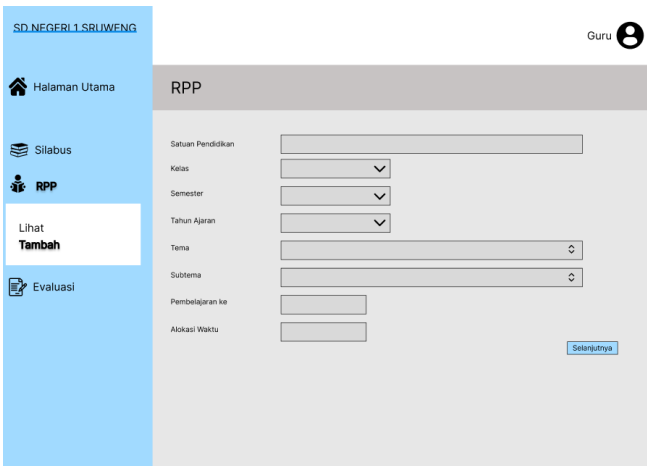 SD NEGERI 1 SRUWENG
Guru
Halaman Utama
RPP
Silabus
RPP
Lihat
Tambah
Evaluasi
Satuan Pendidikan
Kelas
Semester
Tahun Ajaran
Tema
Subtema
Pembelajaran ke
Alokasi Waktu
Selanjutnya